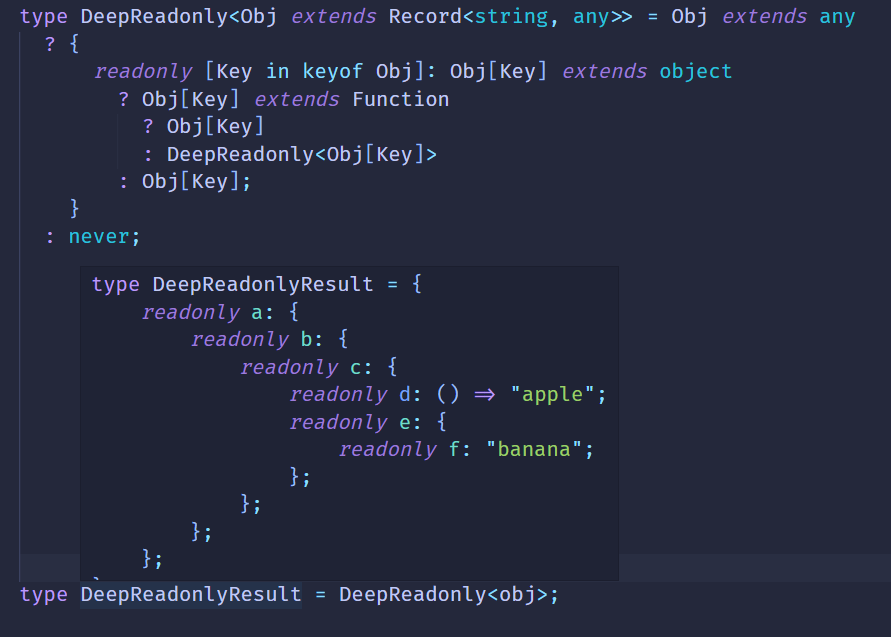 type DeepReadonly<Obj extends Record<string, any>> = Obj extends any
? {
readonly [Key in keyof Obj]: Obj[Key] extends object
? Obj[Key] extends Function
? Obj[Key]
: DeepReadonly<Obj[Key]>
: Obj[Key];
}
: never;
type DeepReadonlyResult = {
readonly a: {
readonly b: {
readonly c: {
readonly d: () => "apple";
readonly e: {
readonly f: "banana";
};
};
};
};
type DeepReadonlyResult = DeepReadonly<obj>;